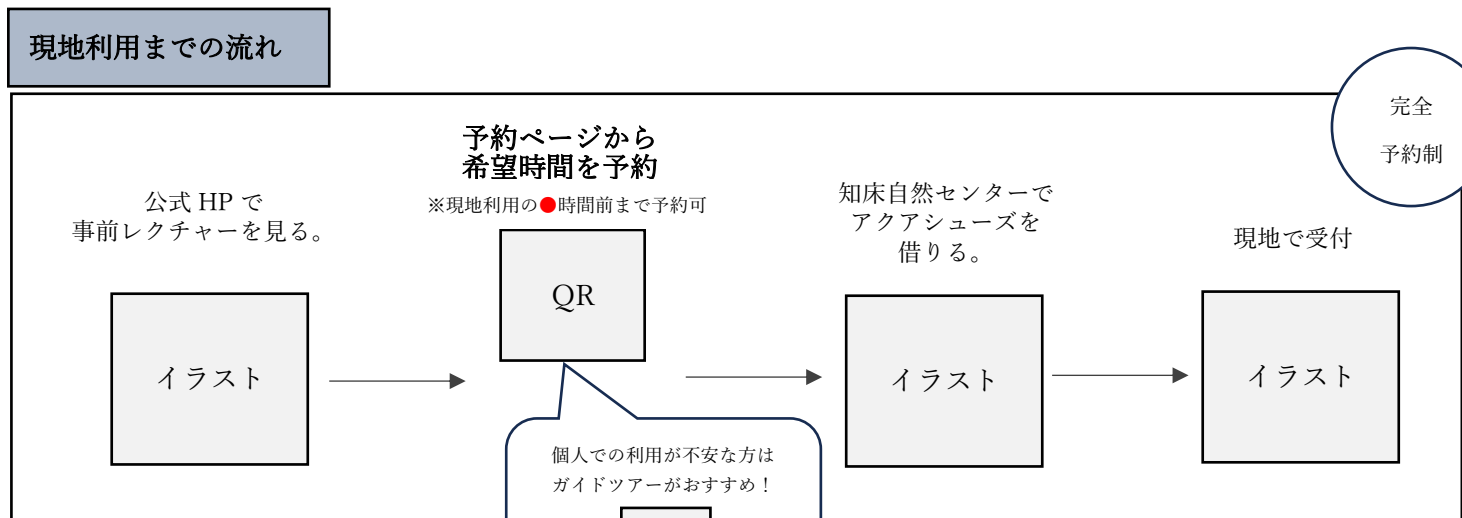 現地利用までの流れ
完全
予約制
公式 HP で
事前レクチャーを見る。
イラスト
予約ページから
希望時間を予約
※現地利用の●時間前まで予約可
QR
個人での利用が不安な方は
ガイドツアーがおすすめ！
知床自然センターで
アクアシューズを
借りる。
イラスト
現地で受付
イラスト